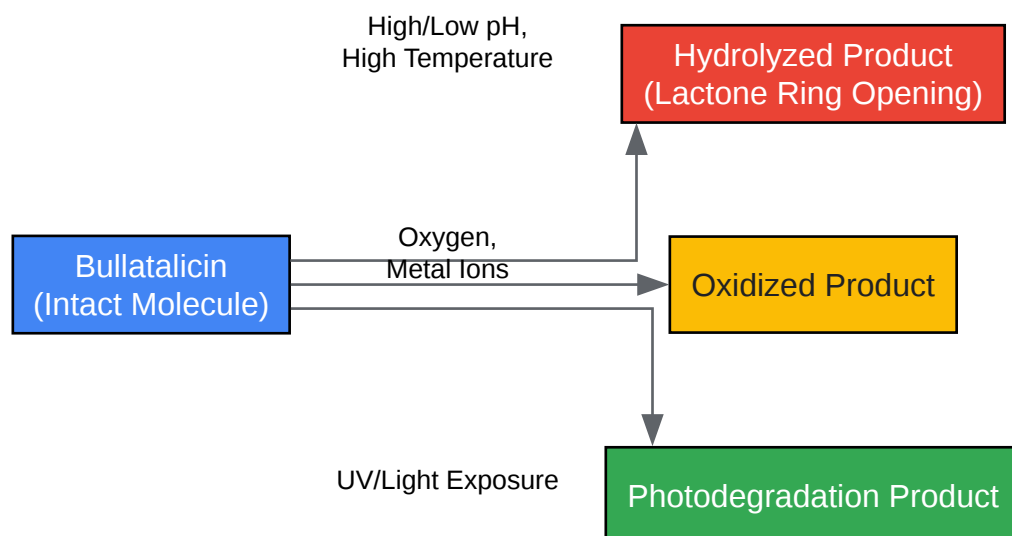 High/Low pH,
High Temperature
Hydrolyzed Product
(Lactone Ring Opening)
Bullatalicin
(Intact Molecule)
Oxygen,
Metal Ions
Oxidized Product
UV/Light Exposure
Photodegradation Product